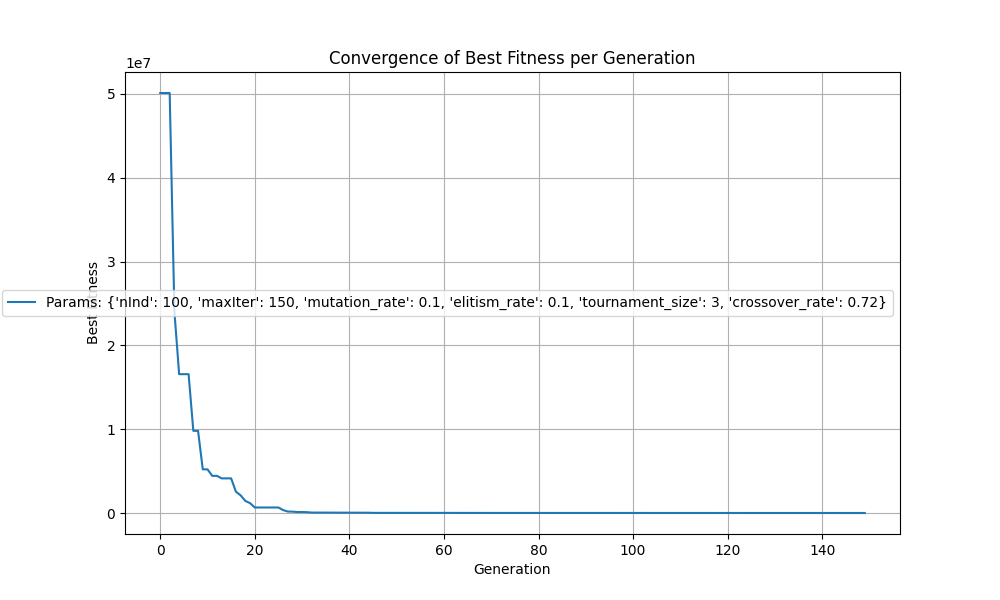 Convergence of Best Fitness per Generation
1e7
5
4
3
2
1
0
Best Fitness
Params: {'nInd': 100, 'maxIter': 150, 'mutation_rate': 0.1, 'elitism_rate': 0.1, 'tournament_size': 3, 'crossover_rate': 0.72}
0
20
40
60
80
100
120
140
Generation